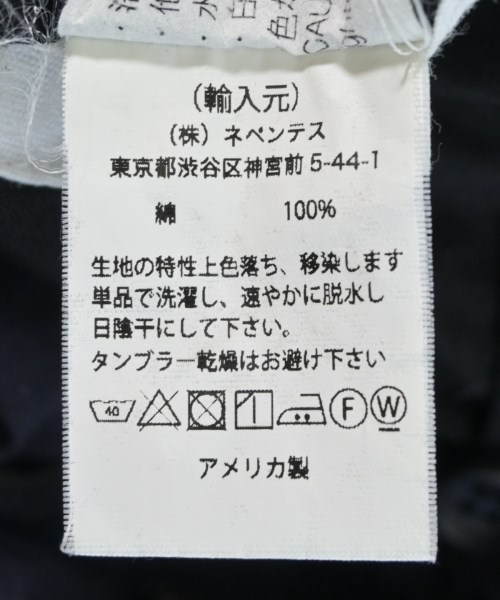 CAU
（輸入元）
（株）ネペンテス
東京都渋谷区神宮前 5-44-1
綿 100%
生地の特性上色落ち、移染します
単品で洗濯し、速やかに脱水し
日陰干にして下さい。
タンブラー乾燥はお避け下さい
40 F W
アメリカ製